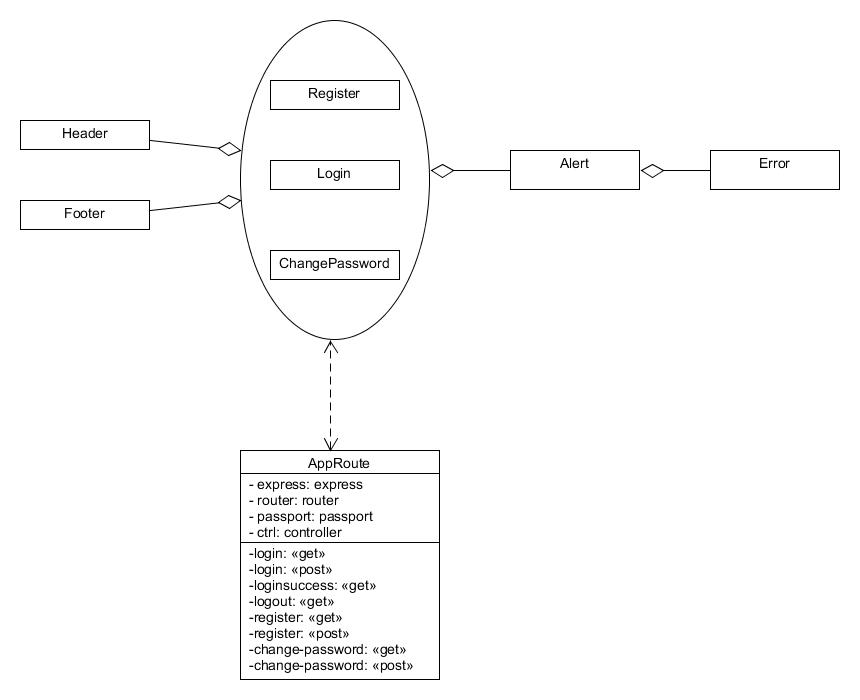 Register
Header
Login
Alert
Error
Footer
ChangePassword
AppRoute
- express: express
- router: router
- passport: passport
- ctrl: controller
-login: «get»
-login: «post»
-loginsuccess: «get»
-logout: «get»
-register: «get»
-register: «post»
-change-password: «get»
-change-password: «post»